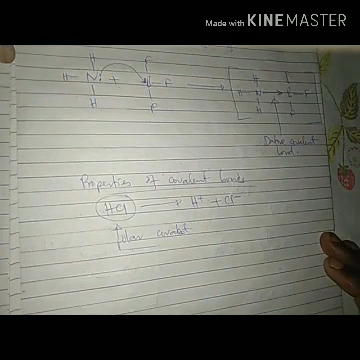 Made with KINEMASTER
H F
H — N: + B — F
H F
H F
H — N → B — F
H F
Dative covalent
bond.
Properties of covalent bonds
HCl → H⁺ + Cl⁻
Polar covalent